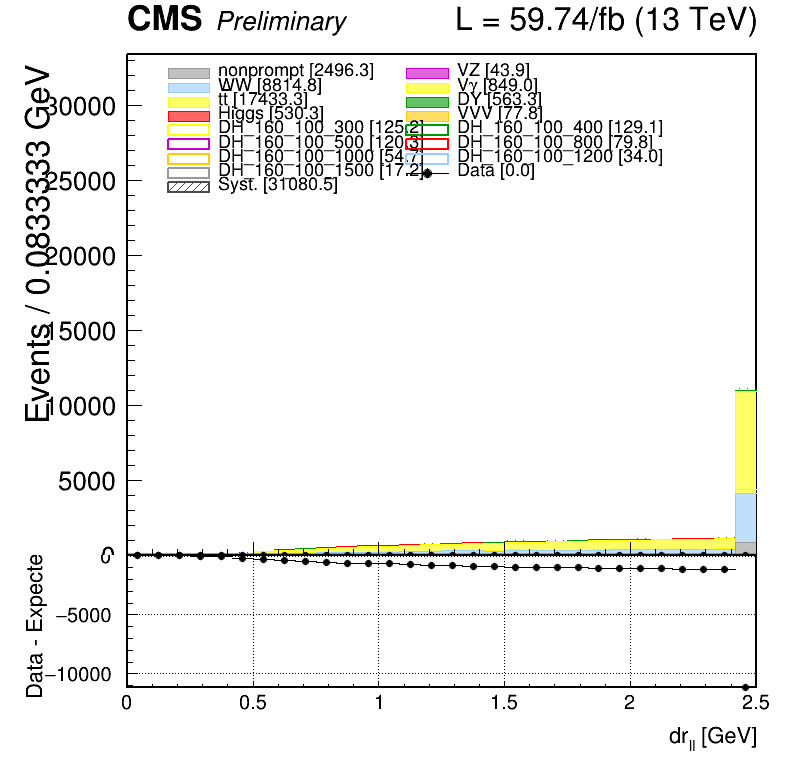 CMS Preliminary L = 59.74/fb (13 TeV)
nonprompt [2496.3] VZ [43.9]
WW [8814.8] Vγ [849.0]
tt [17433.3] DY [563.3]
Higgs [530.3] VVV [77.8]
DH_160_100_300 [125.2] DH_160_100_400 [129.1]
DH_160_100_500 [120.3] DH_160_100_800 [79.8]
DH_160_100_1000 [54.7] DH_160_100_1200 [34.0]
DH_160_100_1500 [17.2] Data [0.0]
Syst. [31080.5]
Events / 0.0833333 GeV
30000
25000
20000
15000
10000
5000
0
Data - Expecte
0
−5000
−10000
0 0.5 1 1.5 2 2.5
dr_ll [GeV]